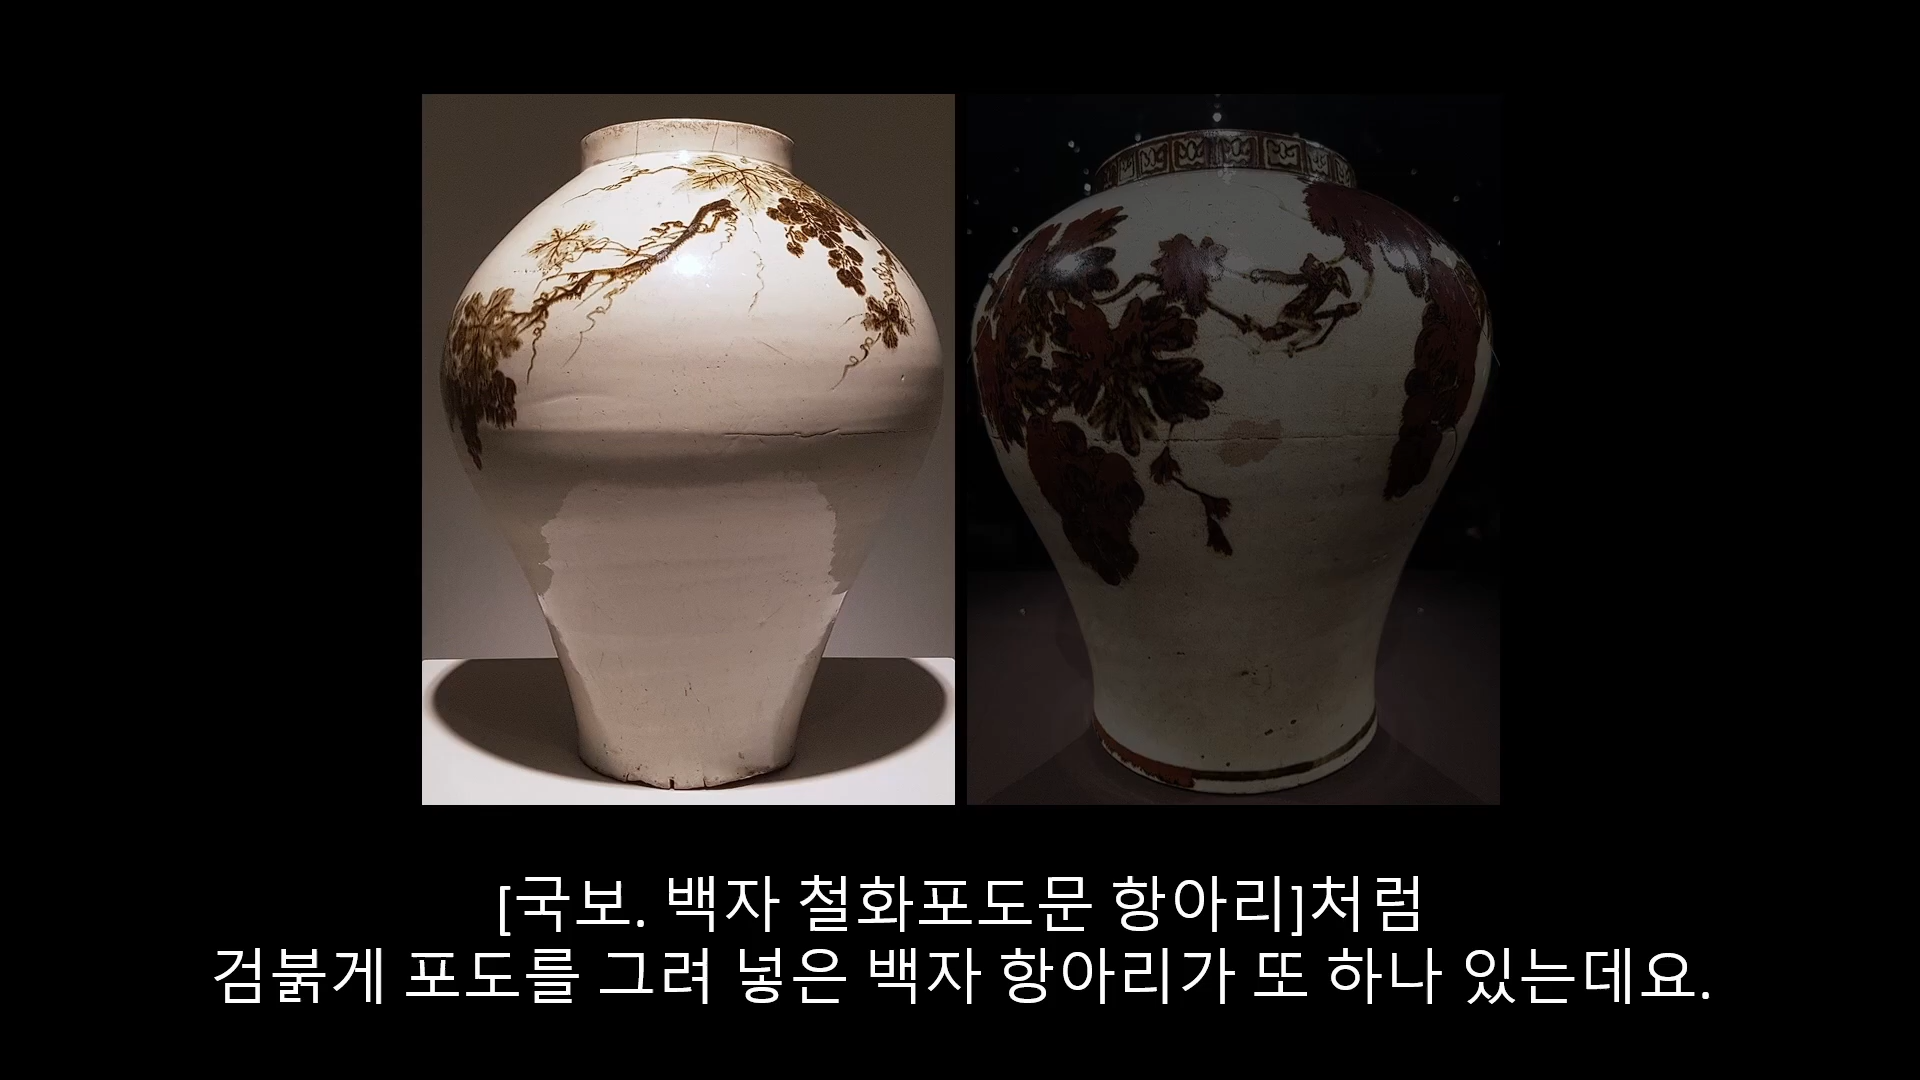 [국보. 백자 철화포도문 항아리]처럼
검붉게 포도를 그려 넣은 백자 항아리가 또 하나 있는데요.